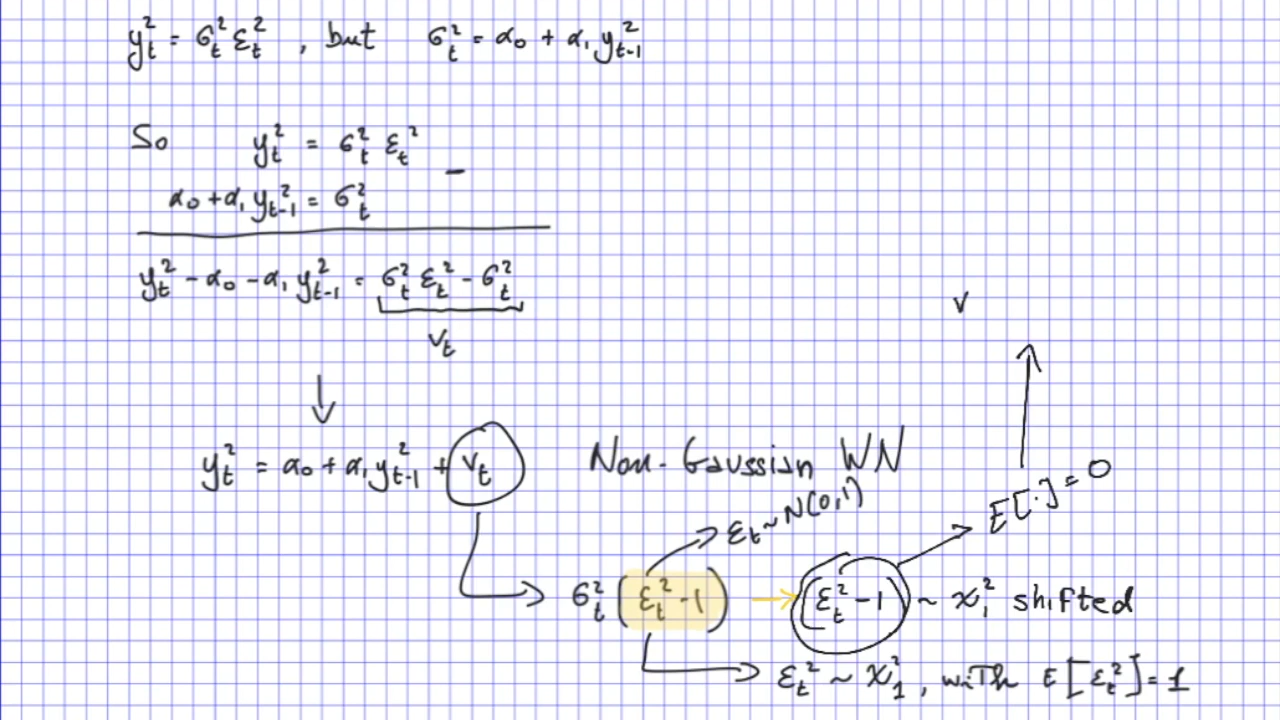 y_t^2 = σ_t^2 ε_t^2 , but σ_t^2 = α_0 + α_1 y_{t-1}^2
So y_t^2 = σ_t^2 ε_t^2 −
α_0 + α_1 y_{t-1}^2 = σ_t^2
y_t^2 - α_0 - α_1 y_{t-1}^2 = σ_t^2 ε_t^2 - σ_t^2
v
v_t
y_t^2 = α_0 + α_1 y_{t-1}^2 + v_t Non-Gaussian WN
E[·] = 0
ε_t ~ N(0,1)
σ_t^2 (ε_t^2 - 1) → (ε_t^2 - 1) ~ χ_1^2 shifted
ε_t^2 ~ χ_1^2, with E[ε_t^2] = 1